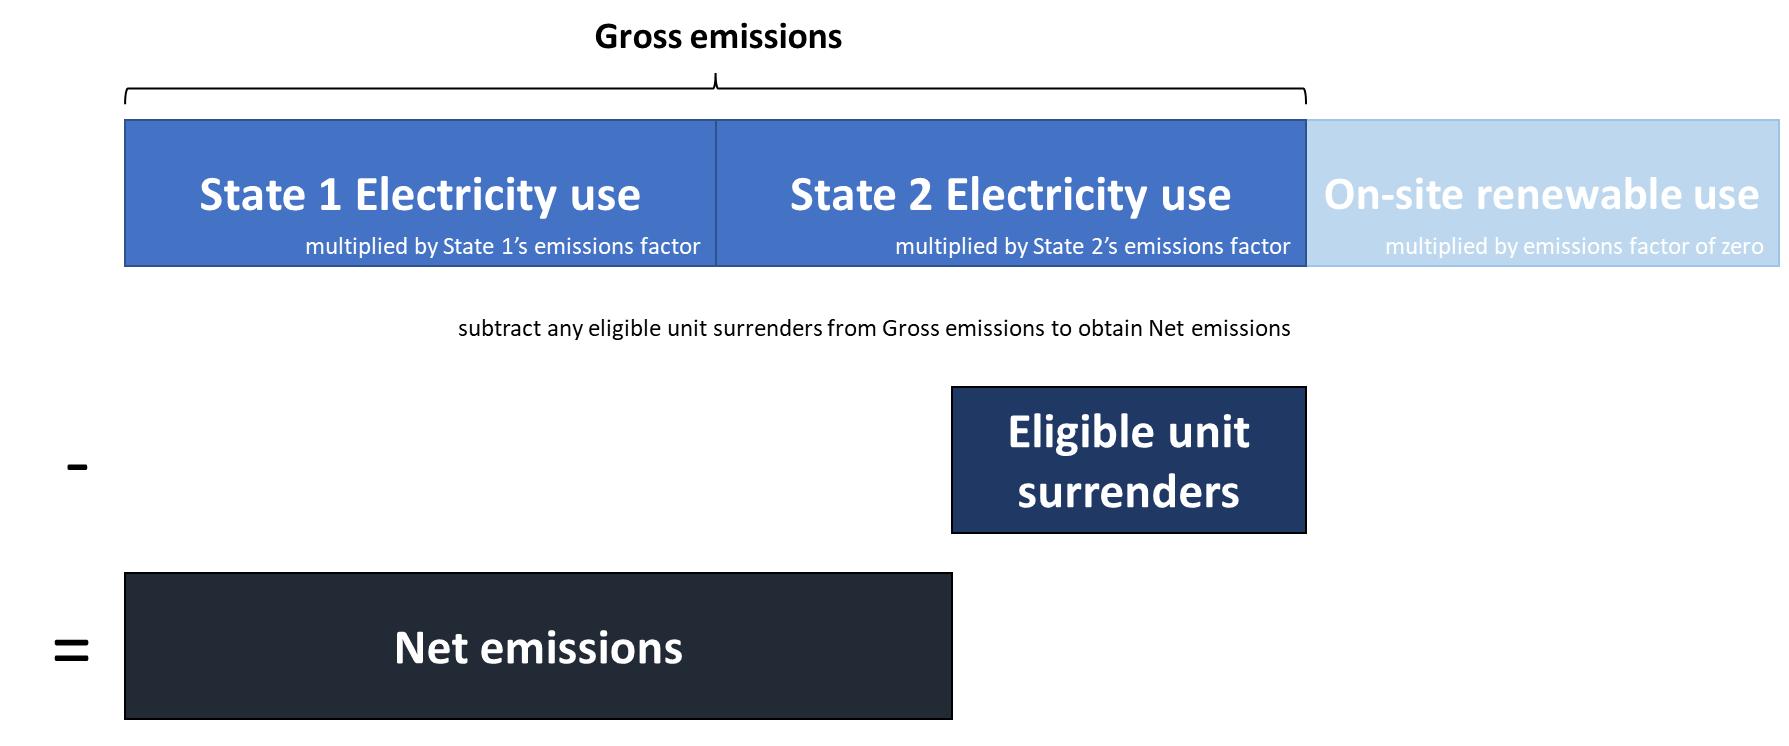 Gross emissions
State 1 Electricity use
multiplied by State 1’s emissions factor
State 2 Electricity use
multiplied by State 2’s emissions factor
On-site renewable use
multiplied by emissions factor of zero
subtract any eligible unit surrenders from Gross emissions to obtain Net emissions
-
Eligible unit
surrenders
=
Net emissions